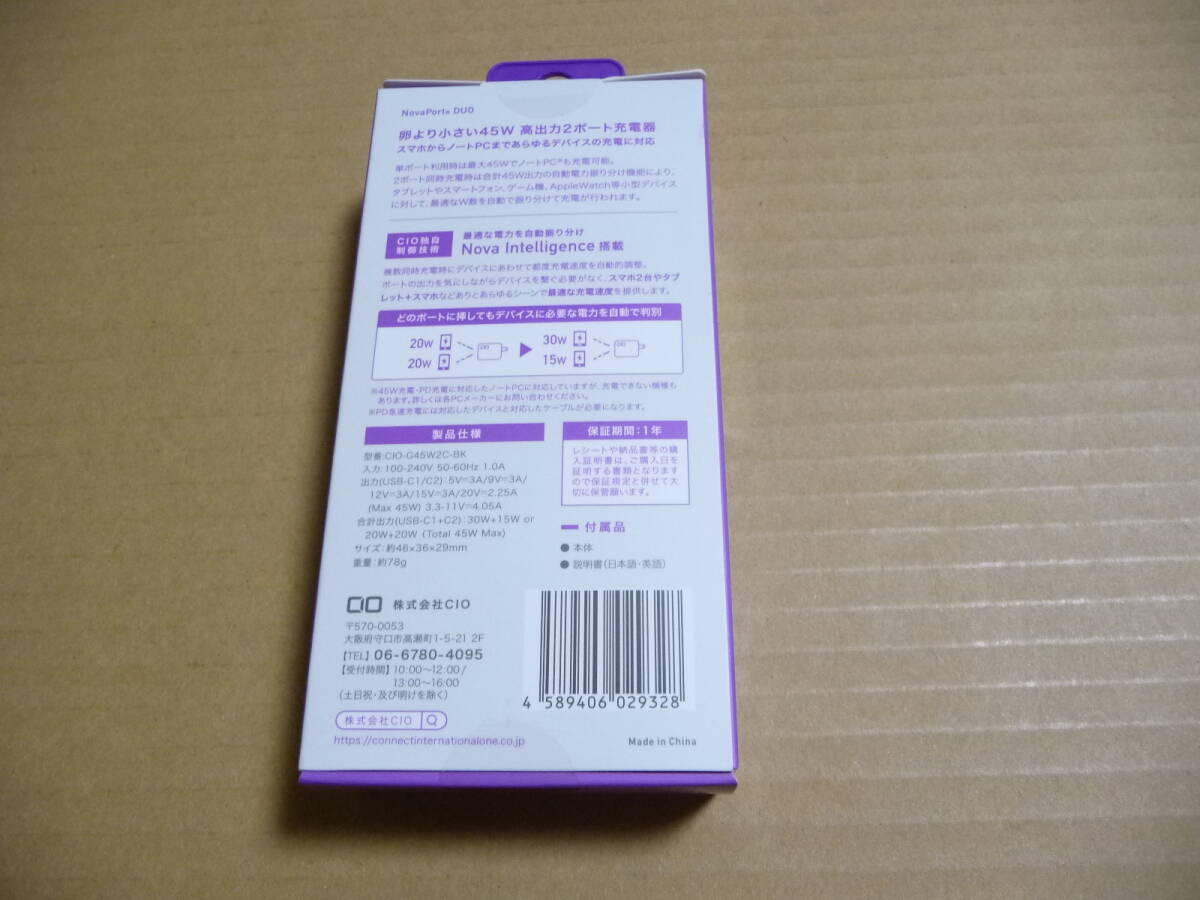 NovaPort® DUO
卵より小さい45W 高出力2ポート充電器
スマホからノートPCまであらゆるデバイスの充電に対応
単ポート利用時は最大45WでノートPC※も充電可能。
2ポート同時充電時は合計45W出力の自動電力振り分け機能により、
タブレットやスマートフォン、ゲーム機、AppleWatch等小型デバイス
に対して、最適なW数を自動で振り分けて充電が行われます。
CIO独自
制御技術
最適な電力を自動振り分け
Nova Intelligence 搭載
複数同時充電時にデバイスにあわせて都度充電速度を自動的調整。
ポートの出力を気にしながらデバイスを繋ぐ必要がなく、スマホ2台やタブ
レット+スマホなどありとあらゆるシーンで最適な充電速度を提供します。
どのポートに挿してもデバイスに必要な電力を自動で判別
20w
20w
CIO
30w
15w
CIO
※45W充電・PD充電に対応したノートPCに対応していますが、充電できない機種も
あります。詳しくは各PCメーカーにお問い合わせください。
※PD急速充電には対応したデバイスと対応したケーブルが必要になります。
製品仕様
型番:CIO-G45W2C-BK
入力:100-240V 50-60Hz 1.0A
出力(USB-C1/C2):5V=3A/9V=3A/
12V=3A/15V=3A/20V=2.25A
(Max 45W) 3.3-11V=4.05A
合計出力(USB-C1+C2):30W+15W or
20W+20W (Total 45W Max)
サイズ:約46×36×29mm
重量:約78g
保証期間:1年
レシートや納品書等の購
入証明書は、ご購入日を
証明する書類となります
ので保証規定と併せて大
切に保管願います。
付属品
● 本体
● 説明書(日本語・英語)
CIO 株式会社CIO
〒570-0053
大阪府守口市高瀬町1-5-21 2F
【TEL】06-6780-4095
【受付時間】10:00〜12:00/
13:00〜16:00
(土日祝・及び明けを除く)
株式会社CIO
https://connectinternationalone.co.jp
4 589406 029328
Made in China